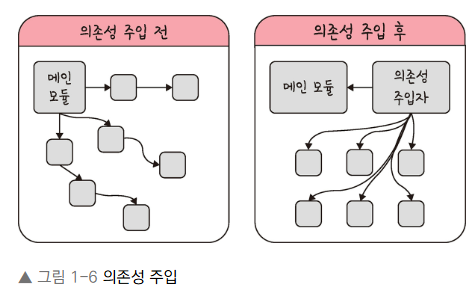 의존성 주입 전
메인
모듈
의존성 주입 후
메인 모듈
의존성
주입자
▲ 그림 1-6 의존성 주입